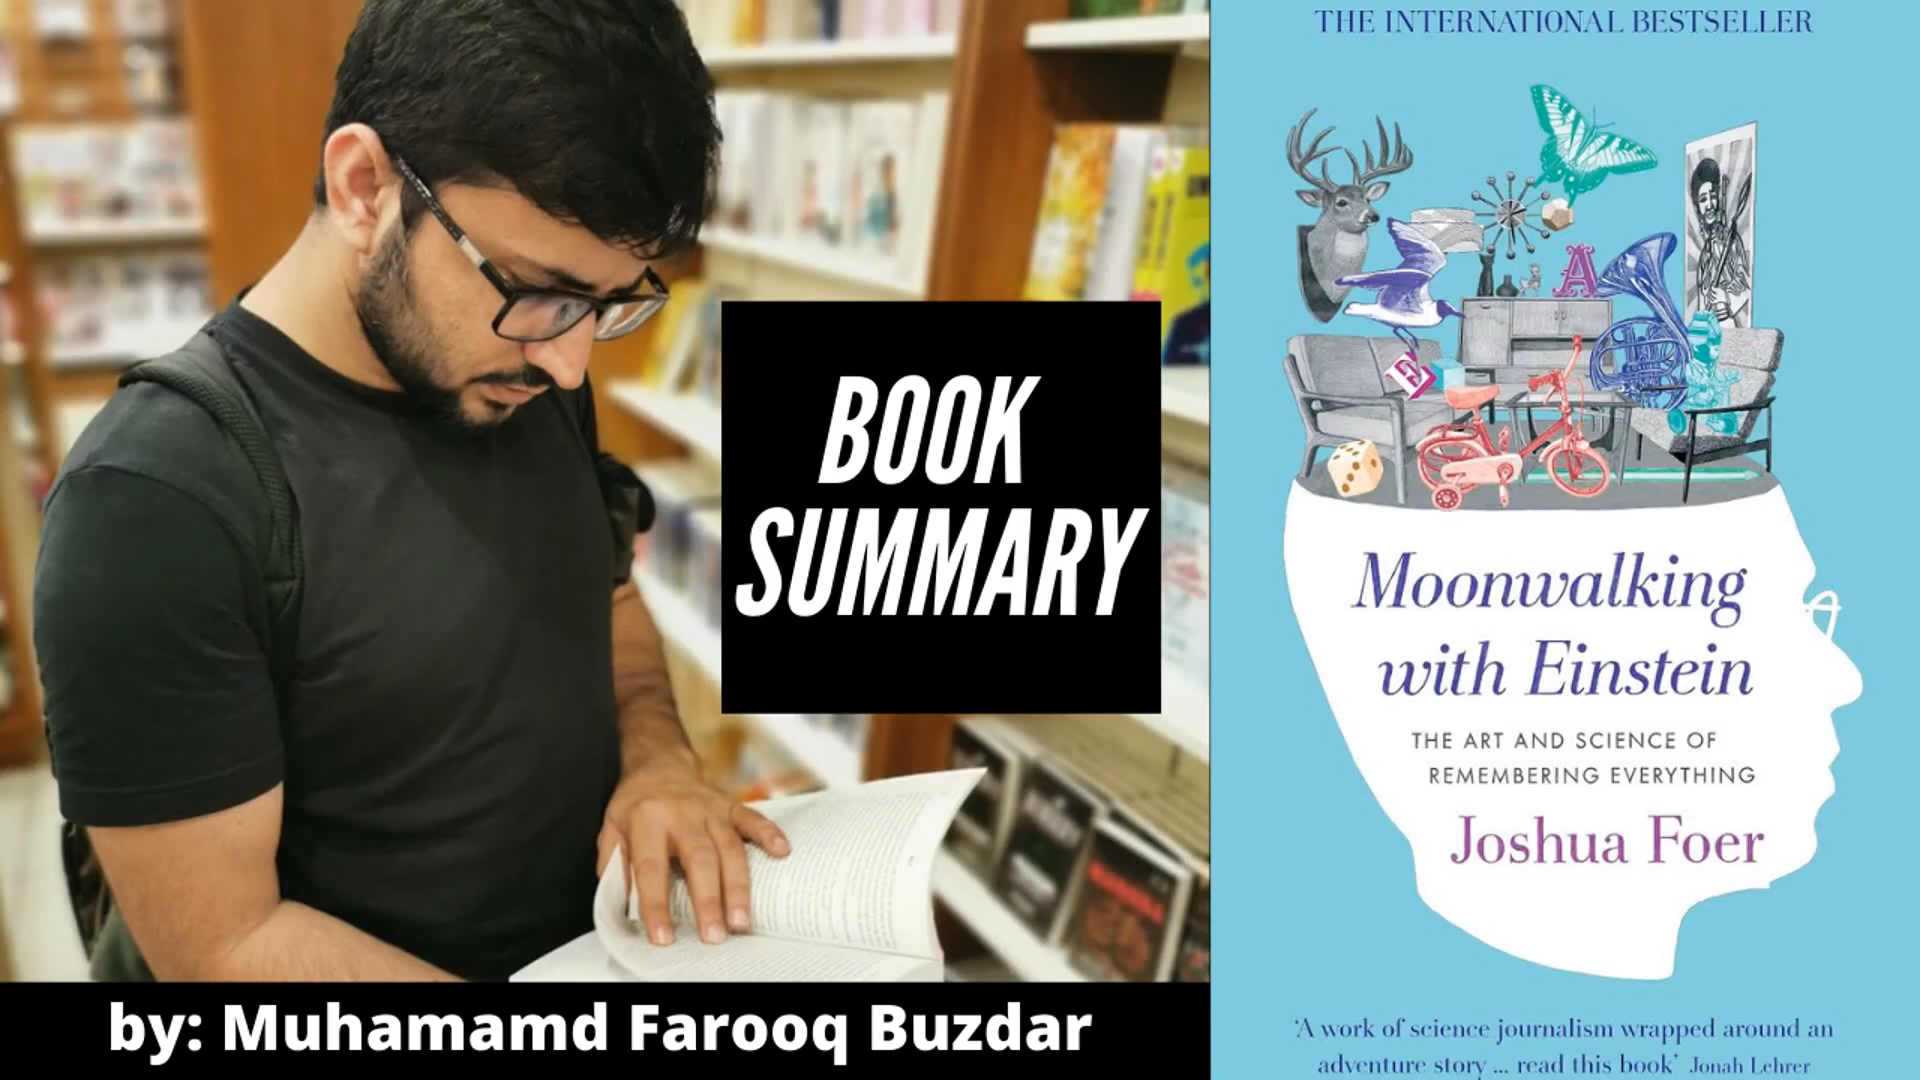 BOOK
SUMMARY
by: Muhamamd Farooq Buzdar
THE INTERNATIONAL BESTSELLER
A
Moonwalking
with Einstein
THE ART AND SCIENCE OF
REMEMBERING EVERYTHING
Joshua Foer
‘A work of science journalism wrapped around an
adventure story ... read this book’ Jonah Lehrer